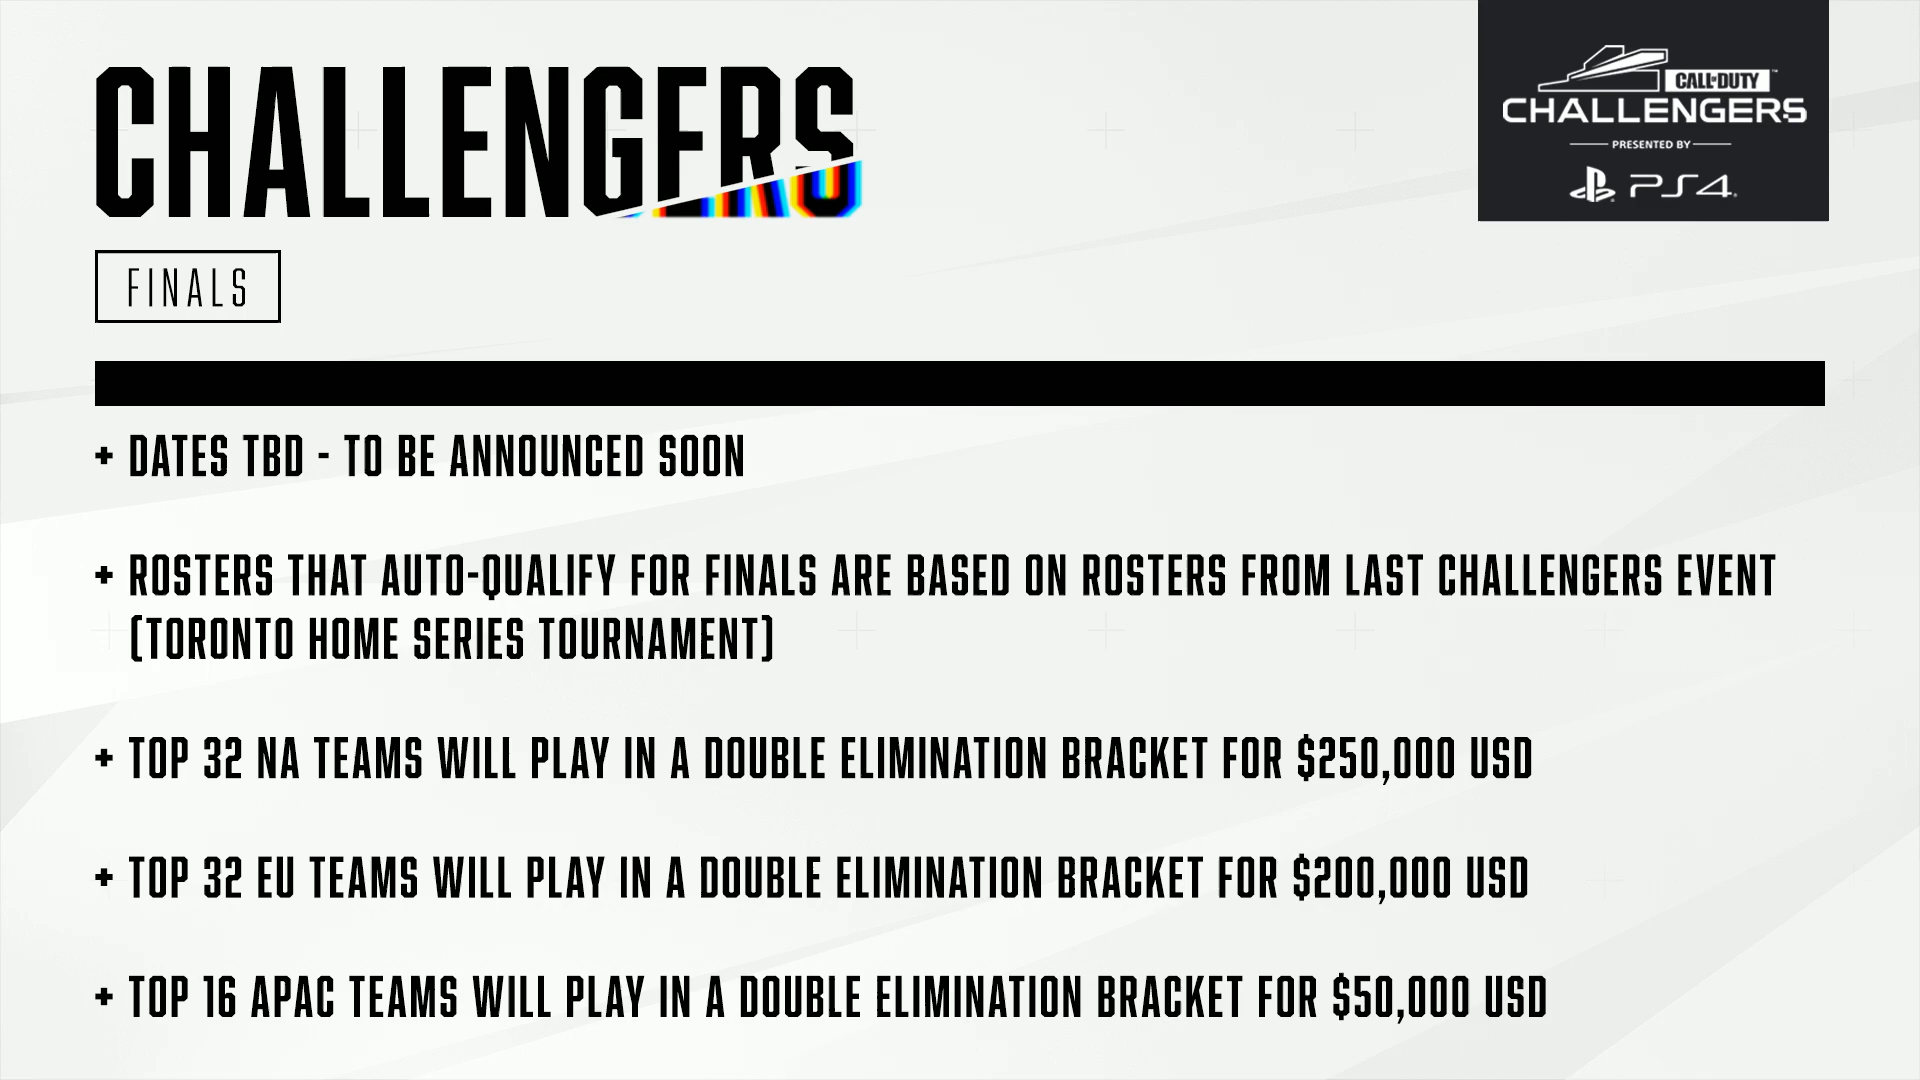 CHALLENGERS
CALL OF DUTY™
CHALLENGERS
PRESENTED BY
PS4
FINALS
+ DATES TBD - TO BE ANNOUNCED SOON
+ ROSTERS THAT AUTO-QUALIFY FOR FINALS ARE BASED ON ROSTERS FROM LAST CHALLENGERS EVENT
(TORONTO HOME SERIES TOURNAMENT)
+ TOP 32 NA TEAMS WILL PLAY IN A DOUBLE ELIMINATION BRACKET FOR $250,000 USD
+ TOP 32 EU TEAMS WILL PLAY IN A DOUBLE ELIMINATION BRACKET FOR $200,000 USD
+ TOP 16 APAC TEAMS WILL PLAY IN A DOUBLE ELIMINATION BRACKET FOR $50,000 USD